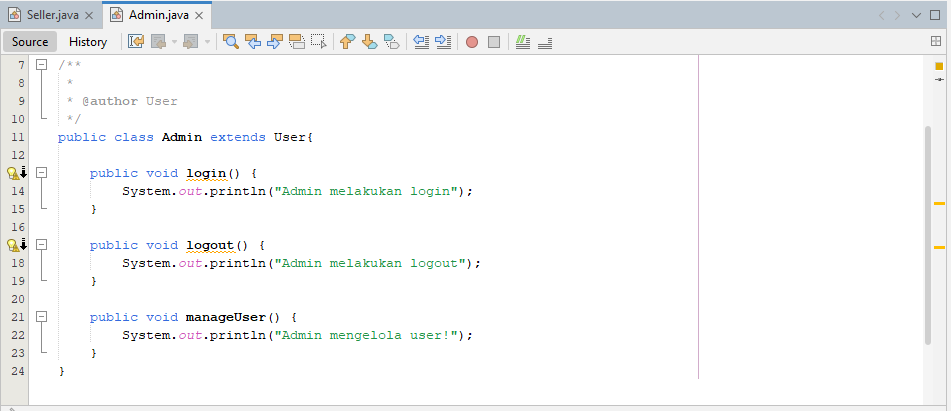 Seller.java
Admin.java
Source
History
7 /**
8 *
9 * @author User
10 */
11 public class Admin extends User{
12
public void login() {
14 System.out.println("Admin melakukan login");
15 }
16
public void logout() {
18 System.out.println("Admin melakukan logout");
19 }
20
21 public void manageUser() {
22 System.out.println("Admin mengelola user!");
23 }
24 }